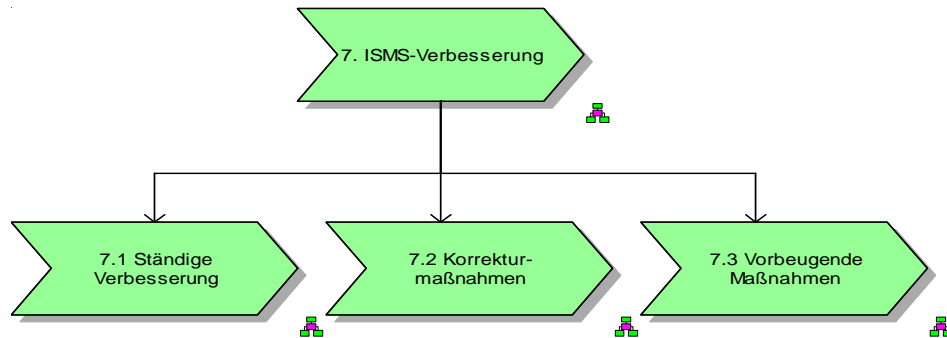 7. ISMS-Verbesserung
7.1 Ständige
Verbesserung
7.2 Korrektur-
maßnahmen
7.3 Vorbeugende
Maßnahmen